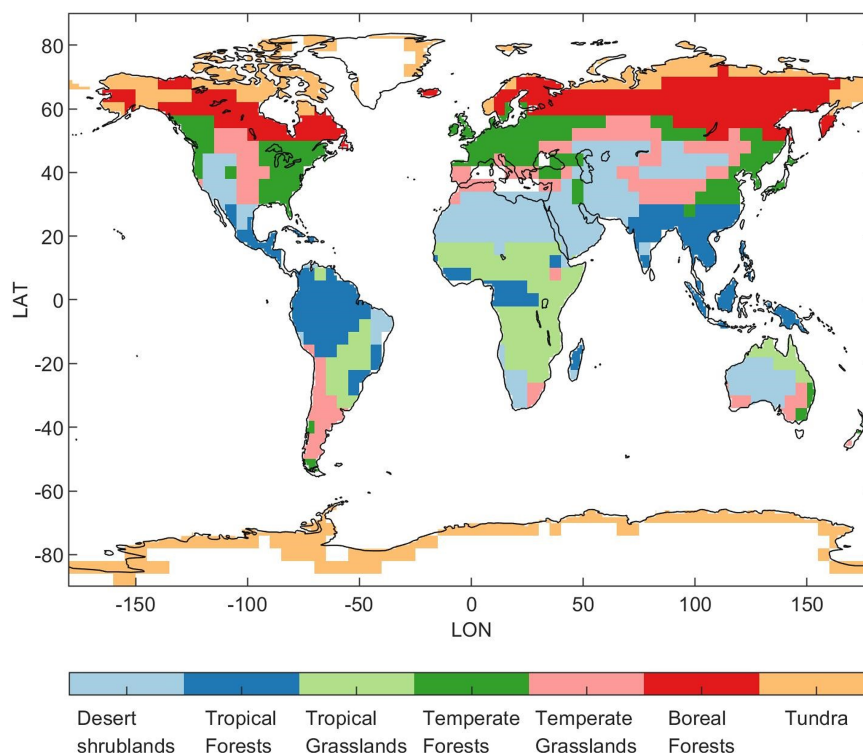 80
60
40
20
0
-20
-40
-60
-80
LAT
-150 -100 -50 0 50 100 150
LON
Desert Tropical Tropical Temperate Temperate Boreal Tundra
shrublands Forests Grasslands Forests Grasslands Forests